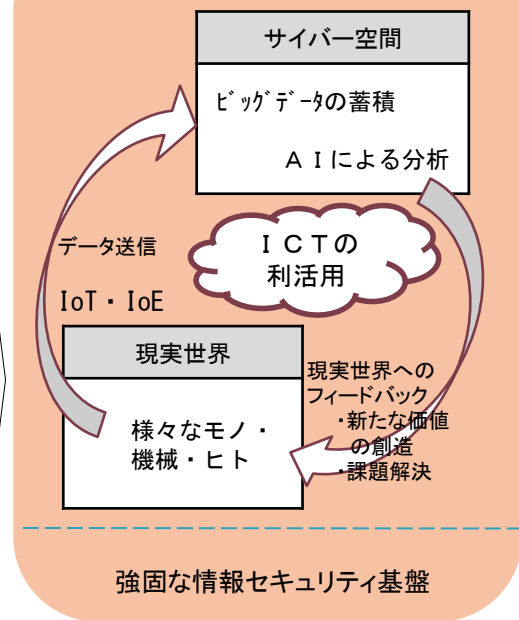 サイバー空間
ﾋﾞｯｸﾞﾃﾞｰﾀの蓄積
ＡＩによる分析
データ送信
ＩＣＴの
利活用
IoT・IoE
現実世界
様々なモノ・
機械・ヒト
現実世界への
フィードバック
・新たな価値
の創造
・課題解決
強固な情報セキュリティ基盤